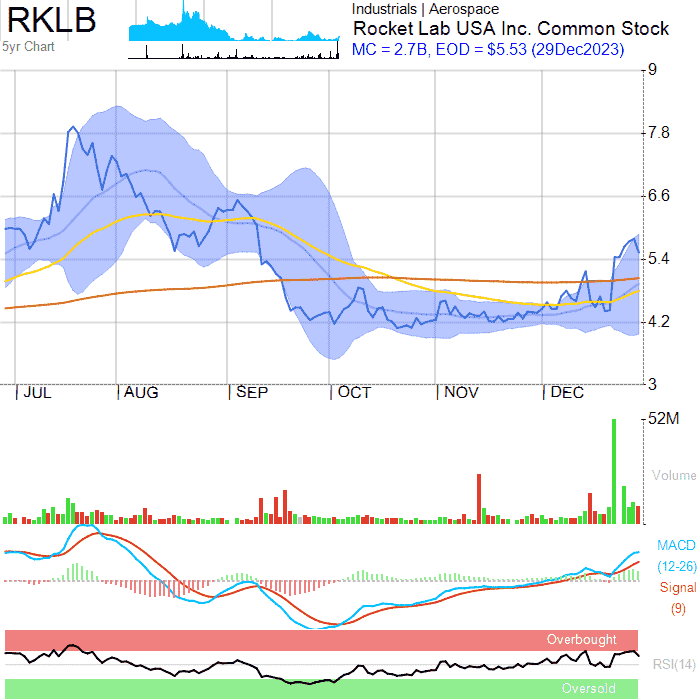 RKLB
5yr Chart
Industrials | Aerospace
Rocket Lab USA Inc. Common Stock
MC = 2.7B, EOD = $5.53 (29Dec2023)
9
7.8
6.6
5.4
4.2
3
JUL AUG SEP OCT NOV DEC
52M
Volume
MACD
(12-26)
Signal
(9)
Overbought
RSI(14)
Oversold